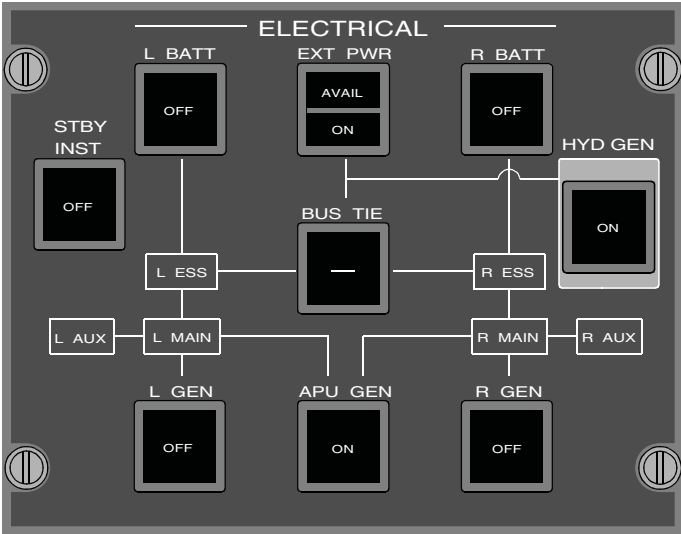 ELECTRICAL
L BATT
EXT PWR
R BATT
OFF
AVAIL
ON
OFF
STBY
INST
OFF
HYD GEN
ON
BUS TIE
L ESS
R ESS
L AUX
L MAIN
R MAIN
R AUX
L GEN
APU GEN
R GEN
OFF
ON
OFF